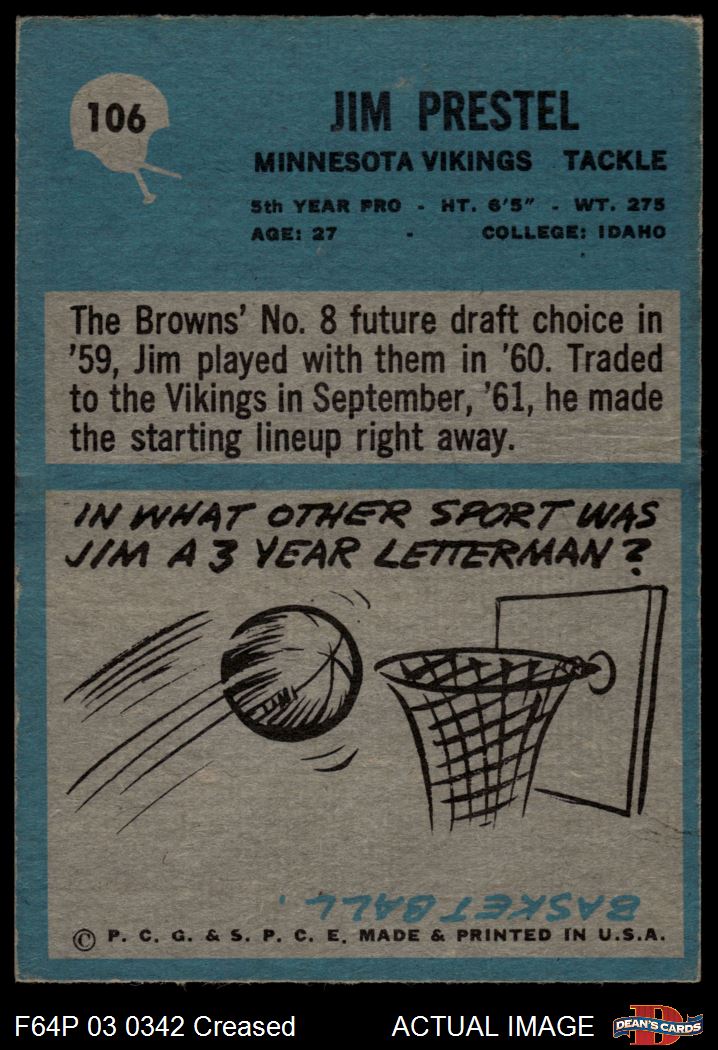 106
JIM PRESTEL
MINNESOTA VIKINGS TACKLE
5th YEAR PRO - HT. 6'5" - WT. 275
AGE: 27 - COLLEGE: IDAHO
The Browns' No. 8 future draft choice in
'59, Jim played with them in '60. Traded
to the Vikings in September, '61, he made
the starting lineup right away.
IN WHAT OTHER SPORT WAS
JIM A 3 YEAR LETTERMAN?
JIM
BASKETBALL.
© P. C. G. & S. P. C. E. MADE & PRINTED IN U.S.A.
F64P 03 0342 Creased ACTUAL IMAGE
D
DEAN'S CARDS